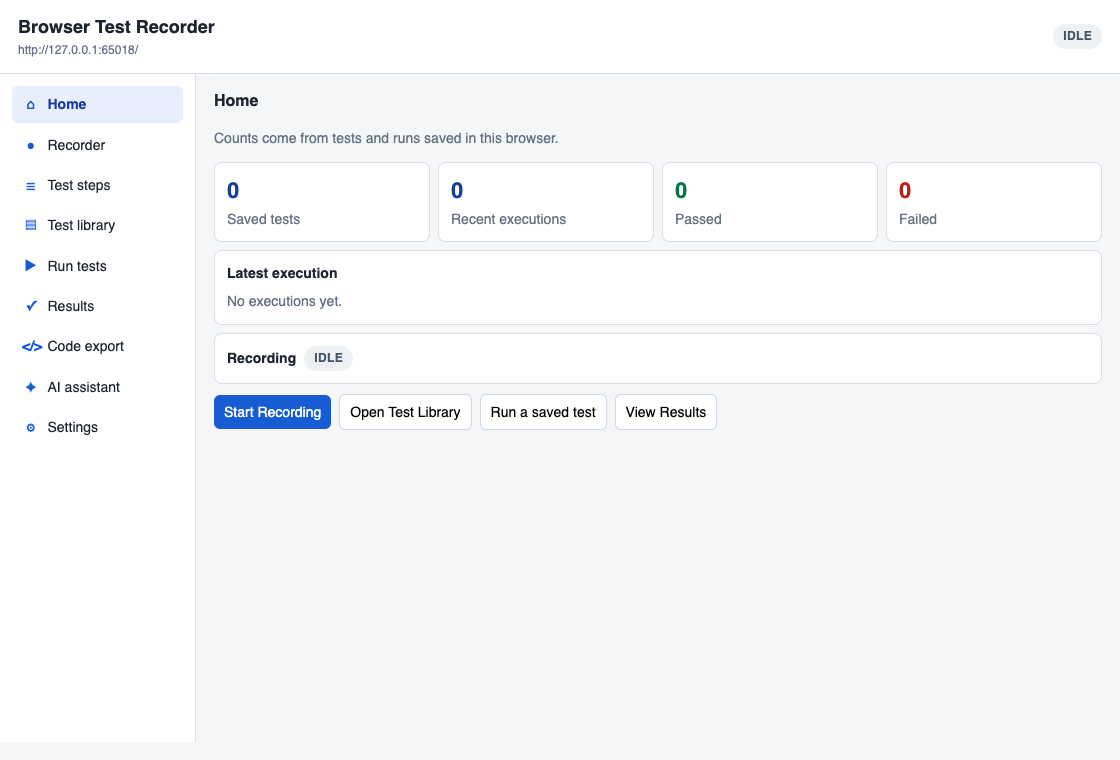 Browser Test Recorder
http://127.0.0.1:65018/
IDLE
Home
Recorder
Test steps
Test library
Run tests
Results
</> Code export
AI assistant
Settings
Home
Counts come from tests and runs saved in this browser.
0
Saved tests
0
Recent executions
0
Passed
0
Failed
Latest execution
No executions yet.
Recording IDLE
Start Recording
Open Test Library
Run a saved test
View Results